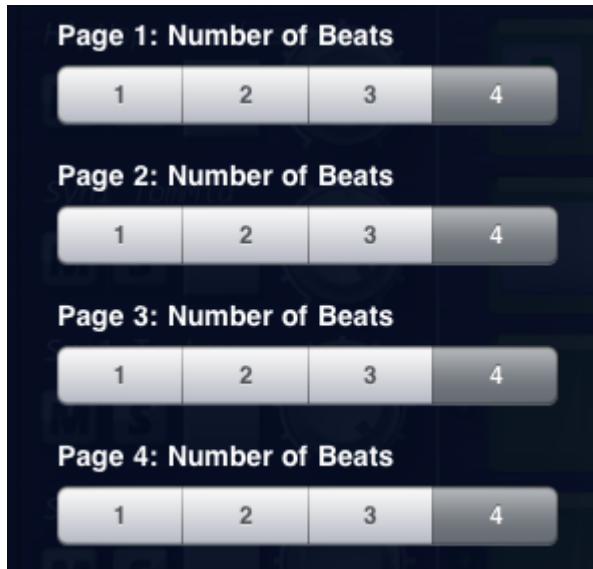 Page 1: Number of Beats
1 2 3 4
Page 2: Number of Beats
1 2 3 4
Page 3: Number of Beats
1 2 3 4
Page 4: Number of Beats
1 2 3 4